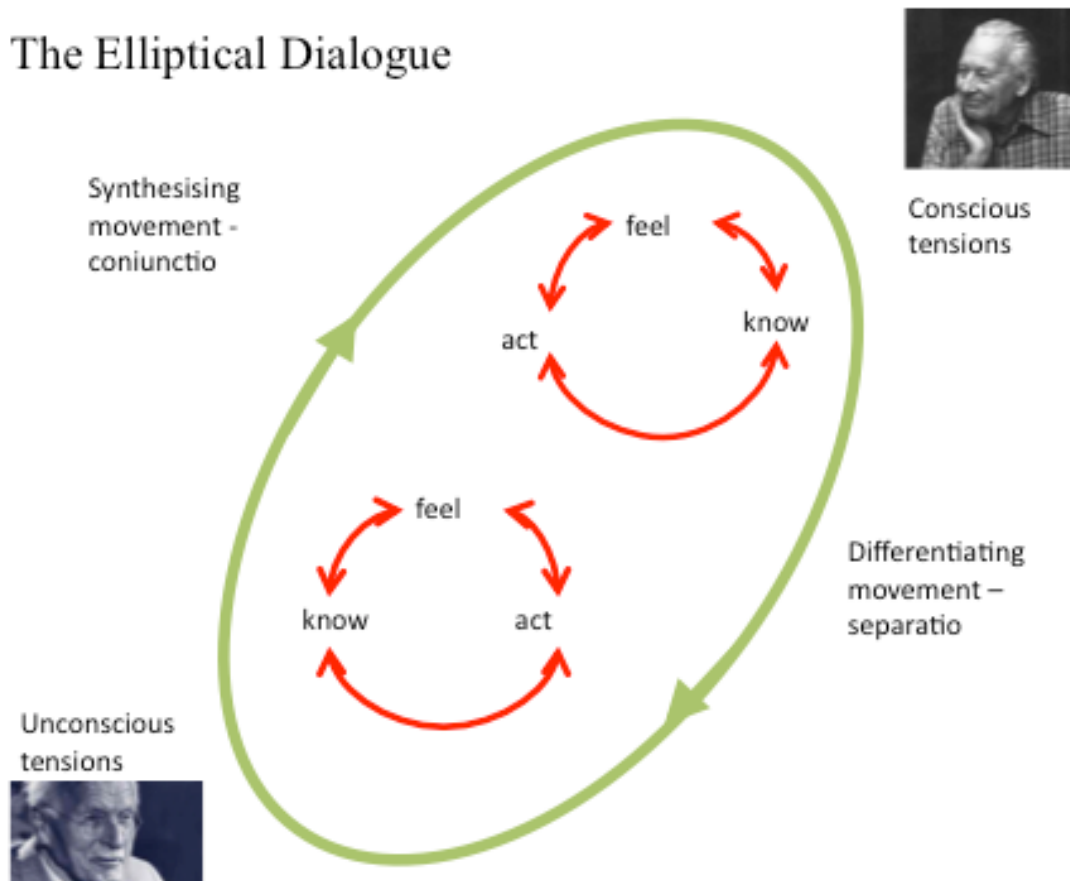 The Elliptical Dialogue
Synthesising
movement -
coniunctio
Conscious
tensions
feel
know
act
feel
know
act
Differentiating
movement –
separatio
Unconscious
tensions